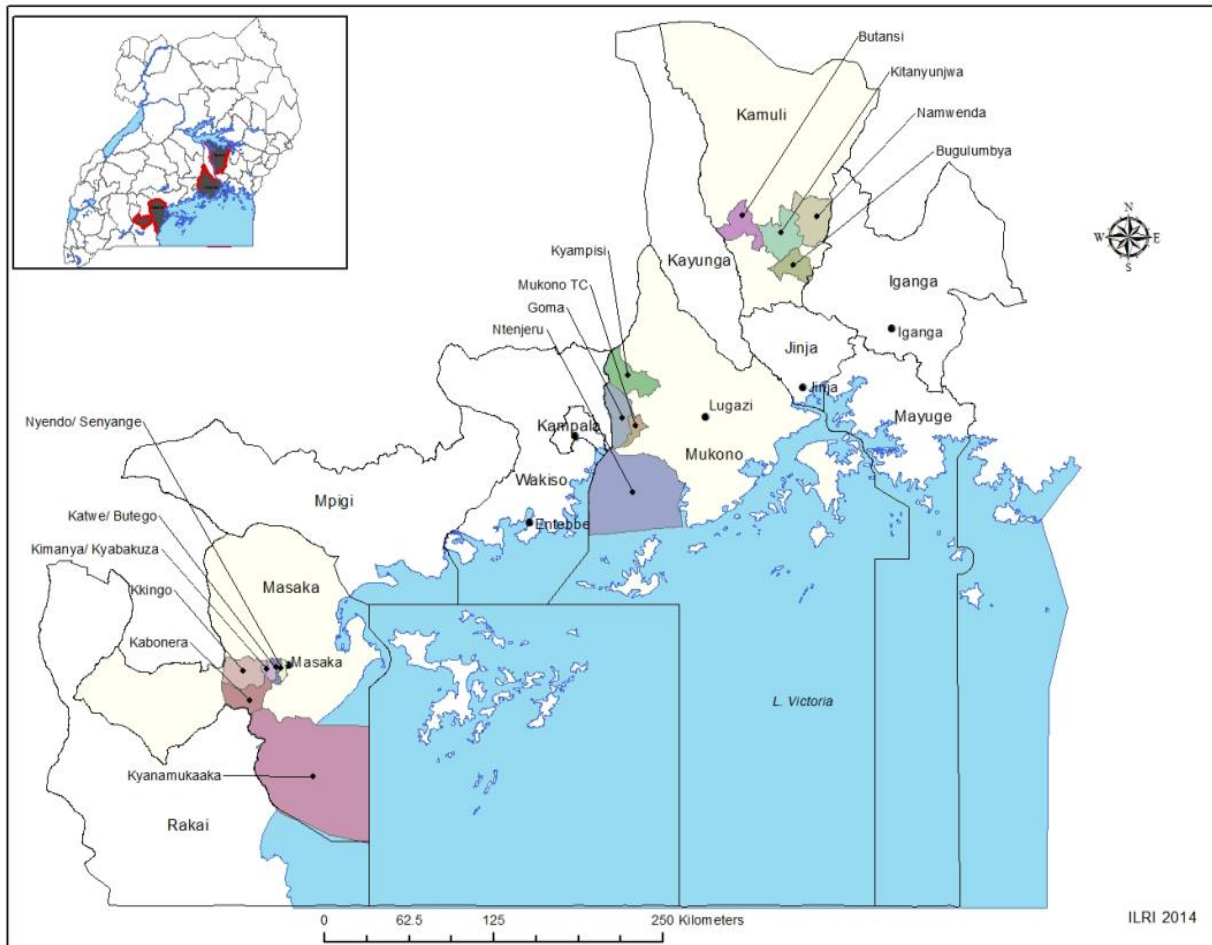 Butansi
Kitanyunjwa
Kamuli
Namwenda
Bugulumbya
N
W
E
S
Kyampisi
Kayunga
Mukono TC
Iganga
Goma
Ntenjeru
Iganga
Jinja
Jinja
Nyendo/ Senyange
Lugazi
Mayuge
Kampala
Mukono
Katwe/ Butego
Wakiso
Mpigi
Entebbe
Kimanya/ Kyabakuza
Masaka
Kkingo
Kabonera
Masaka
L. Victoria
Kyanamukaaka
Rakai
0 62.5 125 250 Kilometers
ILRI 2014